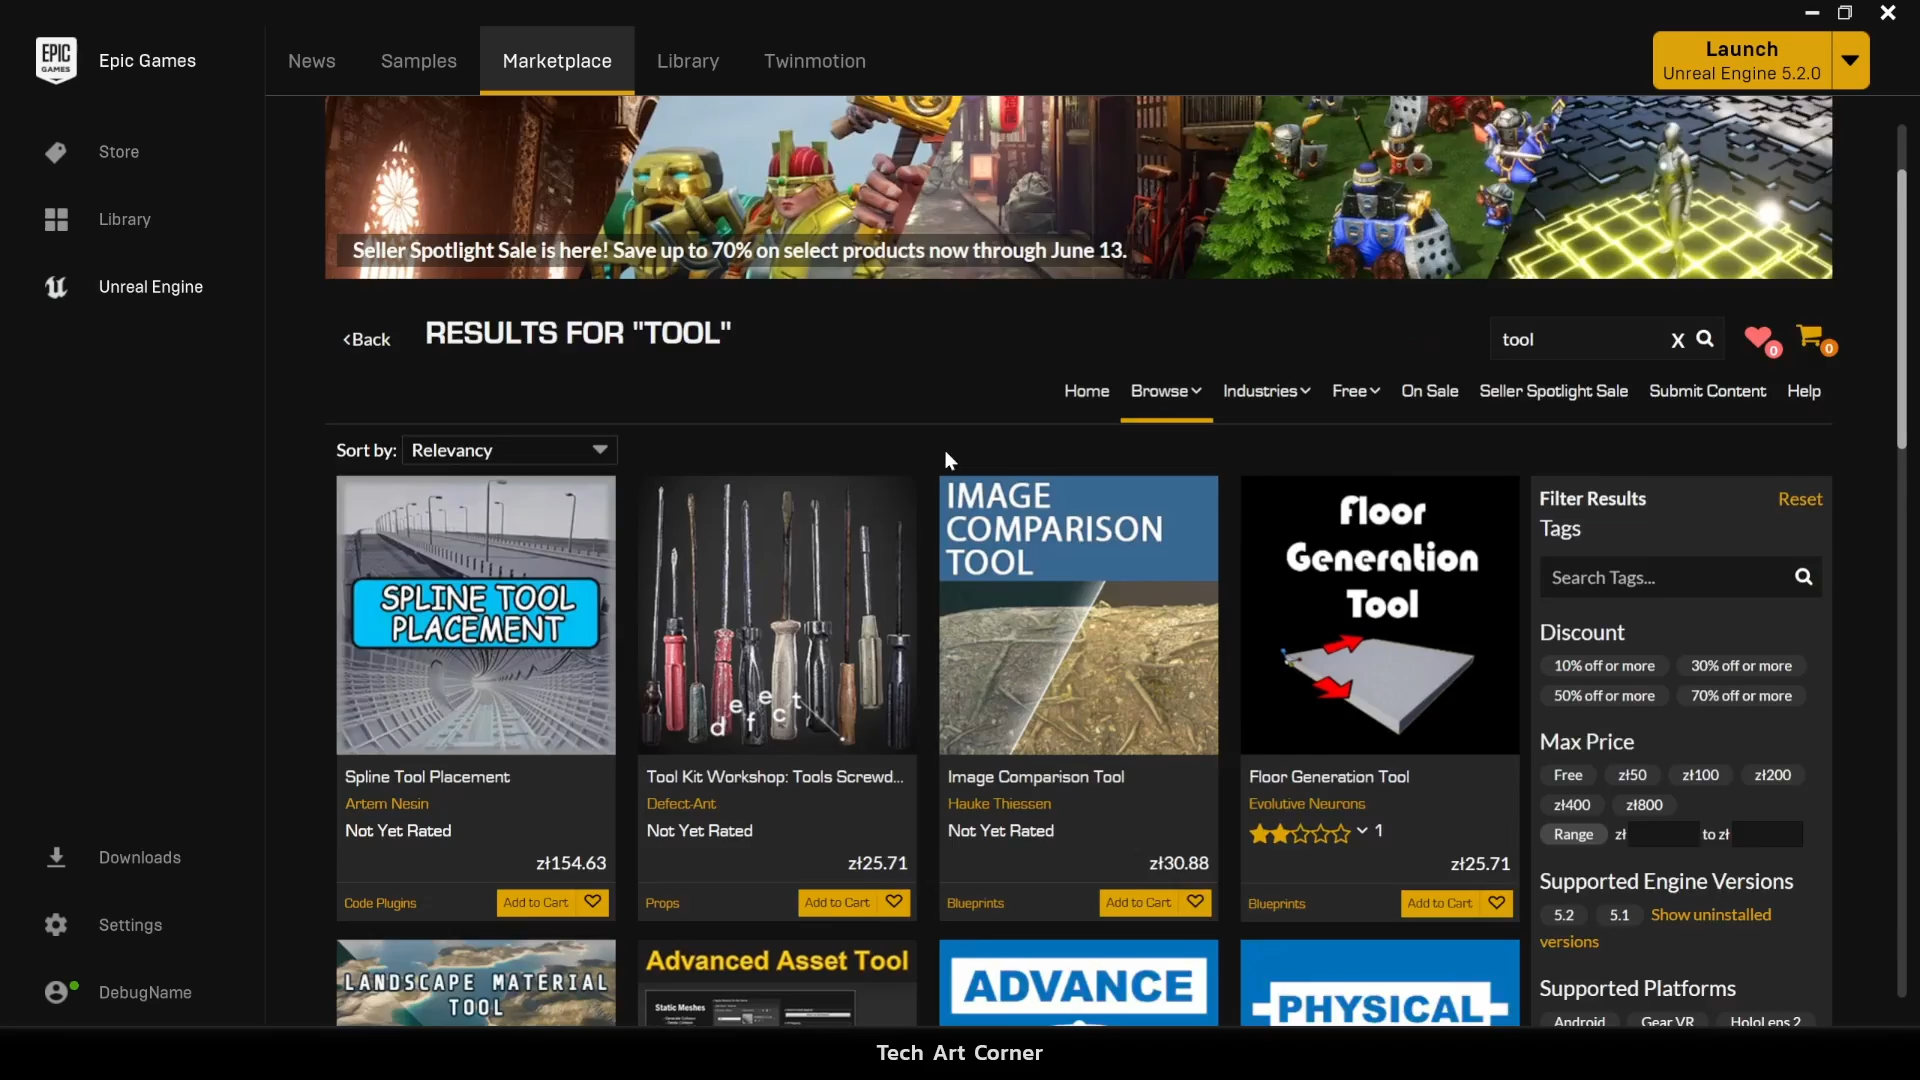 EPIC
GAMES
Epic Games
News
Samples
Marketplace
Library
Twinmotion
Launch
Unreal Engine 5.2.0
Store
Library
Unreal Engine
Downloads
Settings
DebugName
Seller Spotlight Sale is here! Save up to 70% on select products now through June 13.
<Back
RESULTS FOR "TOOL"
tool
X
0
0
Home
Browse
Industries
Free
On Sale
Seller Spotlight Sale
Submit Content
Help
Sort by:
Relevancy
SPLINE TOOL
PLACEMENT
Spline Tool Placement
Artem Nesin
Not Yet Rated
zł154.63
Code Plugins
Add to Cart
defect
Tool Kit Workshop: Tools Screwd...
Defect-Ant
Not Yet Rated
zł25.71
Props
Add to Cart
IMAGE
COMPARISON
TOOL
Image Comparison Tool
Hauke Thiessen
Not Yet Rated
zł30.88
Blueprints
Add to Cart
Floor
Generation
Tool
Floor Generation Tool
Evolutive Neurons
1
zł25.71
Blueprints
Add to Cart
LANDSCAPE MATERIAL
TOOL
Advanced Asset Tool
Static Meshes
ADVANCE
PHYSICAL
Filter Results
Reset
Tags
Search Tags...
Discount
10% off or more
30% off or more
50% off or more
70% off or more
Max Price
Free
zł50
zł100
zł200
zł400
zł800
Range
zł
to zł
Supported Engine Versions
5.2
5.1
Show uninstalled
versions
Supported Platforms
Android
Gear VR
HoloLens 2
Tech Art Corner